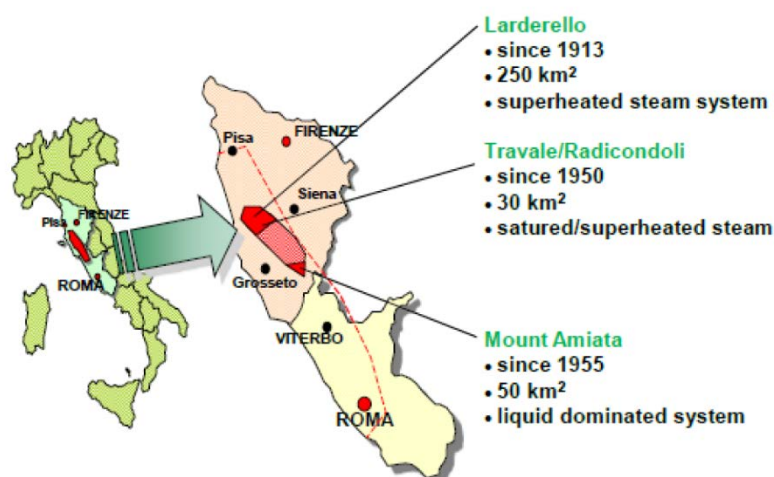 Larderello
• since 1913
• 250 km²
• superheated steam system
Travale/Radicondoli
• since 1950
• 30 km²
• satured/superheated steam
Mount Amiata
• since 1955
• 50 km²
• liquid dominated system
Pisa
FIRENZE
Siena
Grosseto
VITERBO
ROMA
Pisa
FIRENZE
ROMA